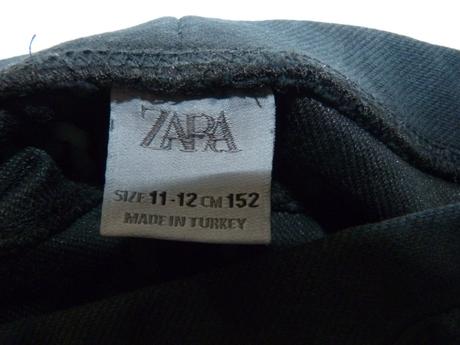 ZARA
SIZE 11-12 CM 152
MADE IN TURKEY